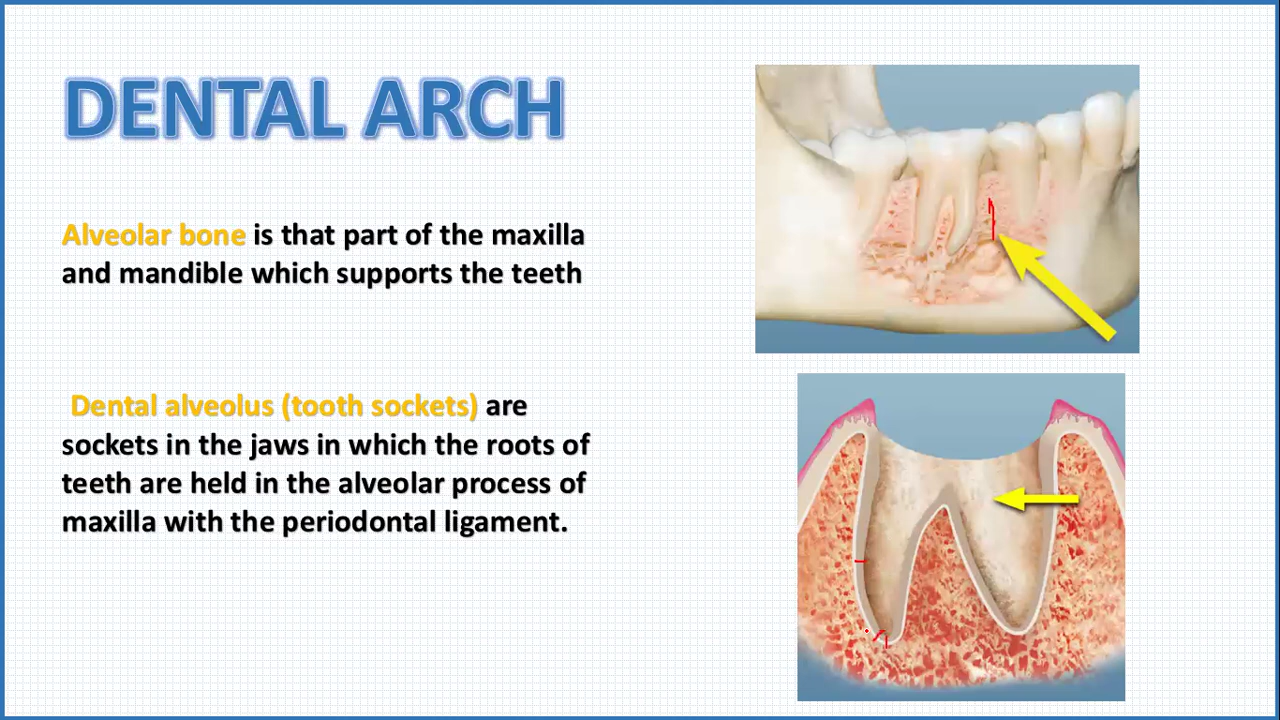 DENTAL ARCH
Alveolar bone is that part of the maxilla
and mandible which supports the teeth
Dental alveolus (tooth sockets) are
sockets in the jaws in which the roots of
teeth are held in the alveolar process of
maxilla with the periodontal ligament.